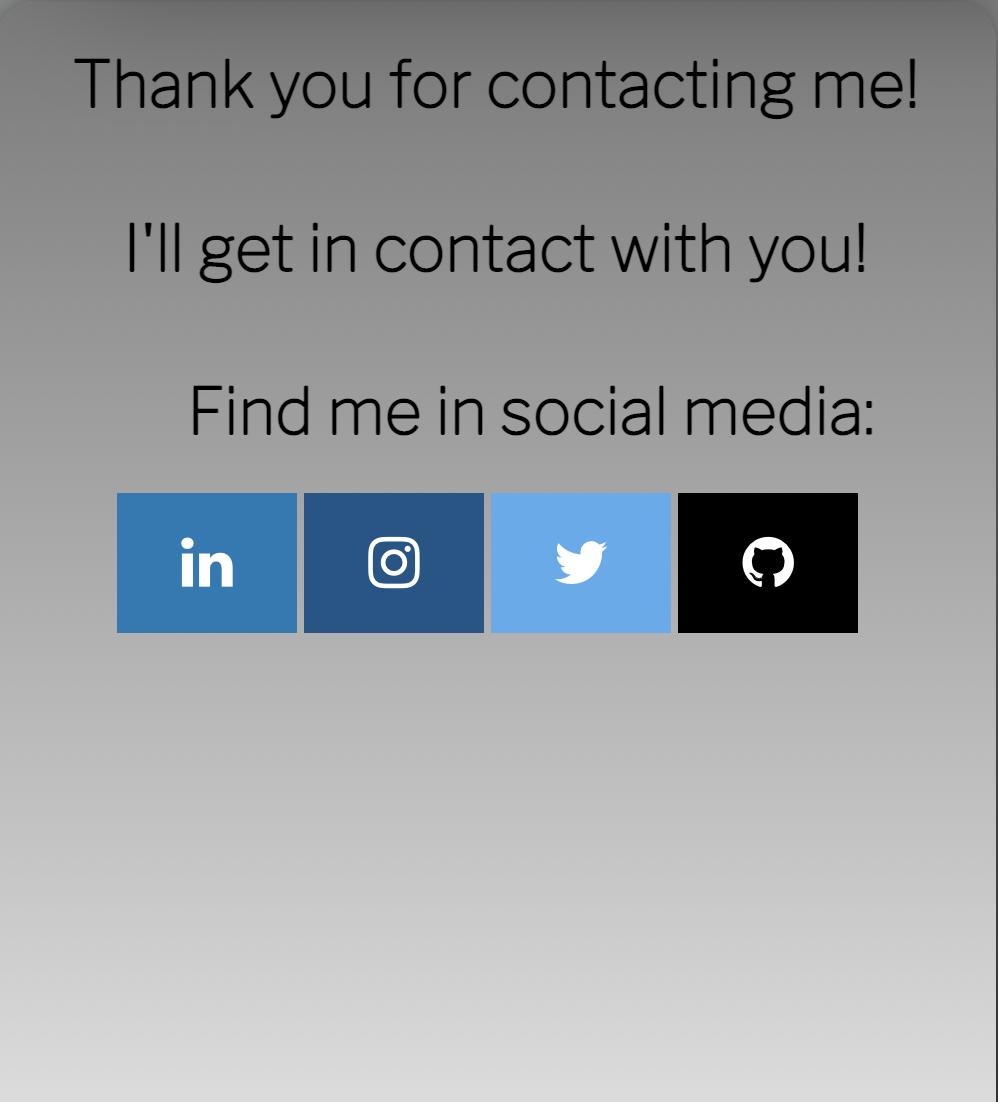 Thank you for contacting me!
I'll get in contact with you!
Find me in social media:
in